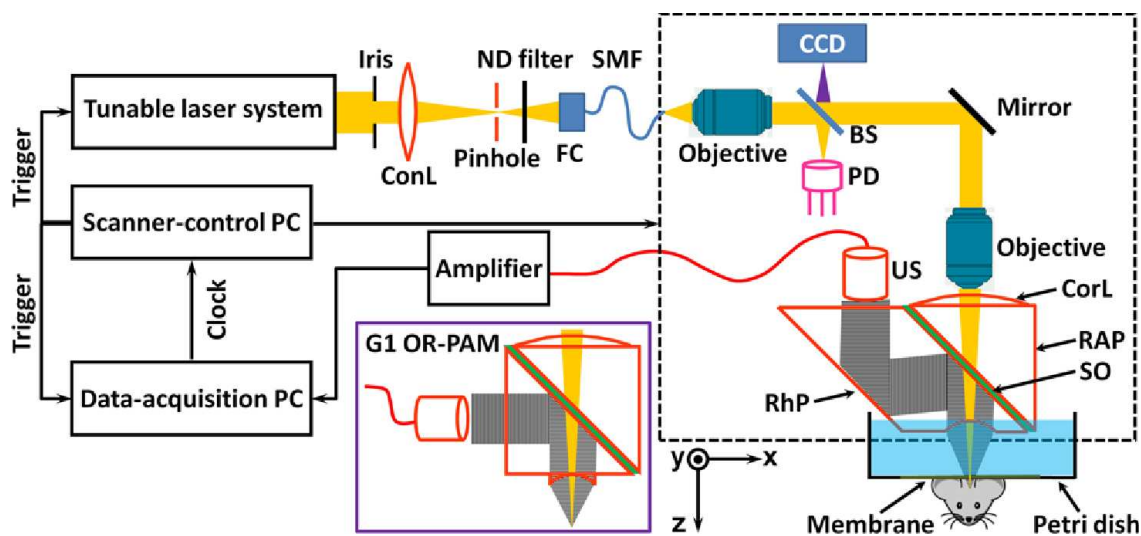 CCD
Iris
ND filter
SMF
Tunable laser system
Mirror
Pinhole
FC
Objective
BS
ConL
PD
Trigger
Scanner-control PC
Objective
Amplifier
US
CorL
Clock
Trigger
G1 OR-PAM
RAP
SO
Data-acquisition PC
RhP
y
x
z
Membrane
Petri dish